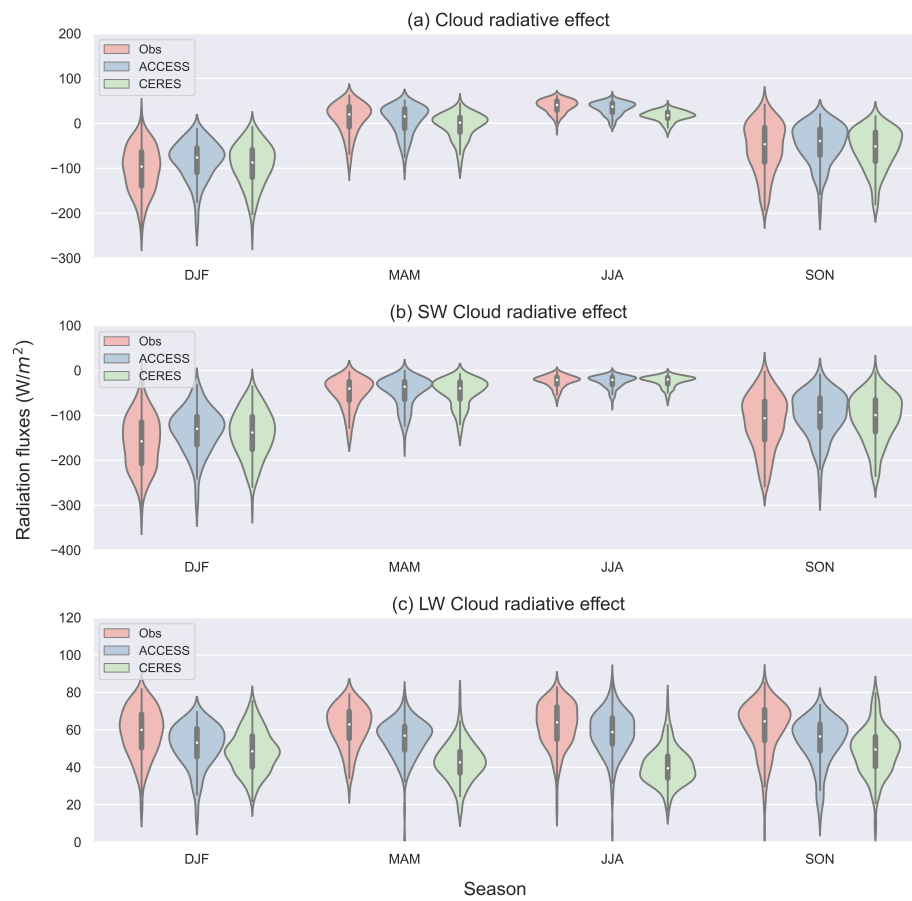 (a) Cloud radiative effect
200
100
0
−100
−200
−300
Obs
ACCESS
CERES
DJF MAM JJA SON
(b) SW Cloud radiative effect
100
0
−100
−200
−300
−400
Obs
ACCESS
CERES
DJF MAM JJA SON
Radiation fluxes (W/m²)
(c) LW Cloud radiative effect
120
100
80
60
40
20
0
Obs
ACCESS
CERES
DJF MAM JJA SON
Season